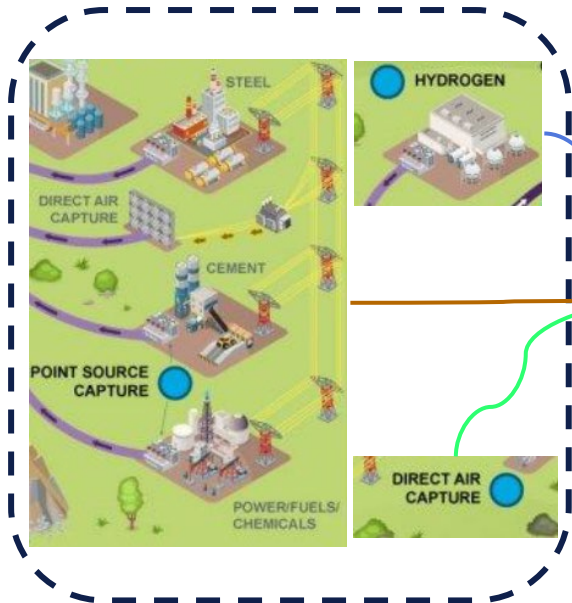 STEEL
DIRECT AIR
CAPTURE
CEMENT
POINT SOURCE
CAPTURE
POWER/FUELS/
CHEMICALS
HYDROGEN
DIRECT AIR
CAPTURE